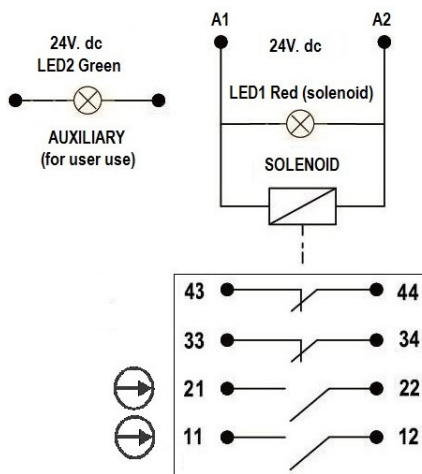 24V. dc
LED2 Green
AUXILIARY
(for user use)
A1 A2
24V. dc
LED1 Red (solenoid)
SOLENOID
43 44
33 34
21 22
11 12